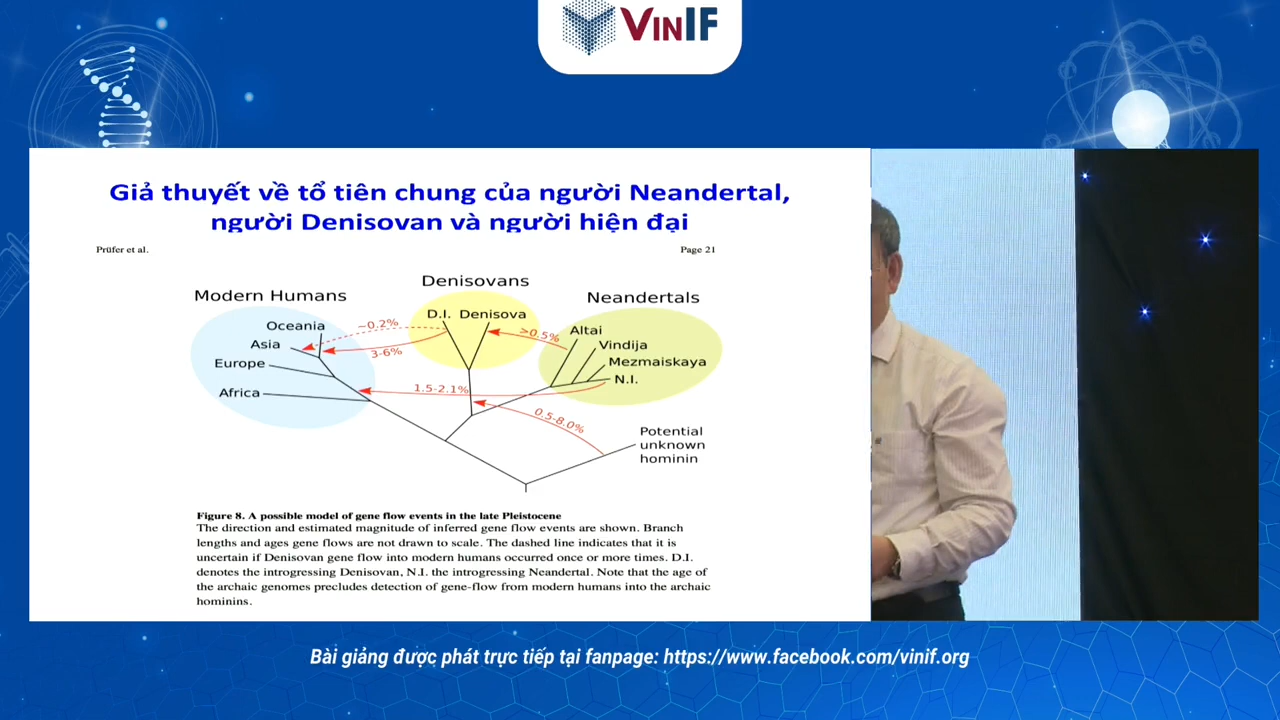 VINIF
Giả thuyết về tổ tiên chung của người Neandertal,
người Denisovan và người hiện đại
Prüfer et al.
Page 21
Denisovans
Modern Humans
Neandertals
D.I. Denisova
Oceania
~0.2%
>0.5%
Altai
Asia
3-6%
Vindija
Europe
Mezmaiskaya
N.I.
Africa
1.5-2.1%
0.5-8.0%
Potential
unknown
hominin
Figure 8. A possible model of gene flow events in the late Pleistocene
The direction and estimated magnitude of inferred gene flow events are shown. Branch
lengths and ages gene flows are not drawn to scale. The dashed line indicates that it is
uncertain if Denisovan gene flow into modern humans occurred once or more times. D.I.
denotes the introgressing Denisovan, N.I. the introgressing Neandertal. Note that the age of
the archaic genomes precludes detection of gene-flow from modern humans into the archaic
hominins.
Bài giảng được phát trực tiếp tại fanpage: https://www.facebook.com/vinif.org